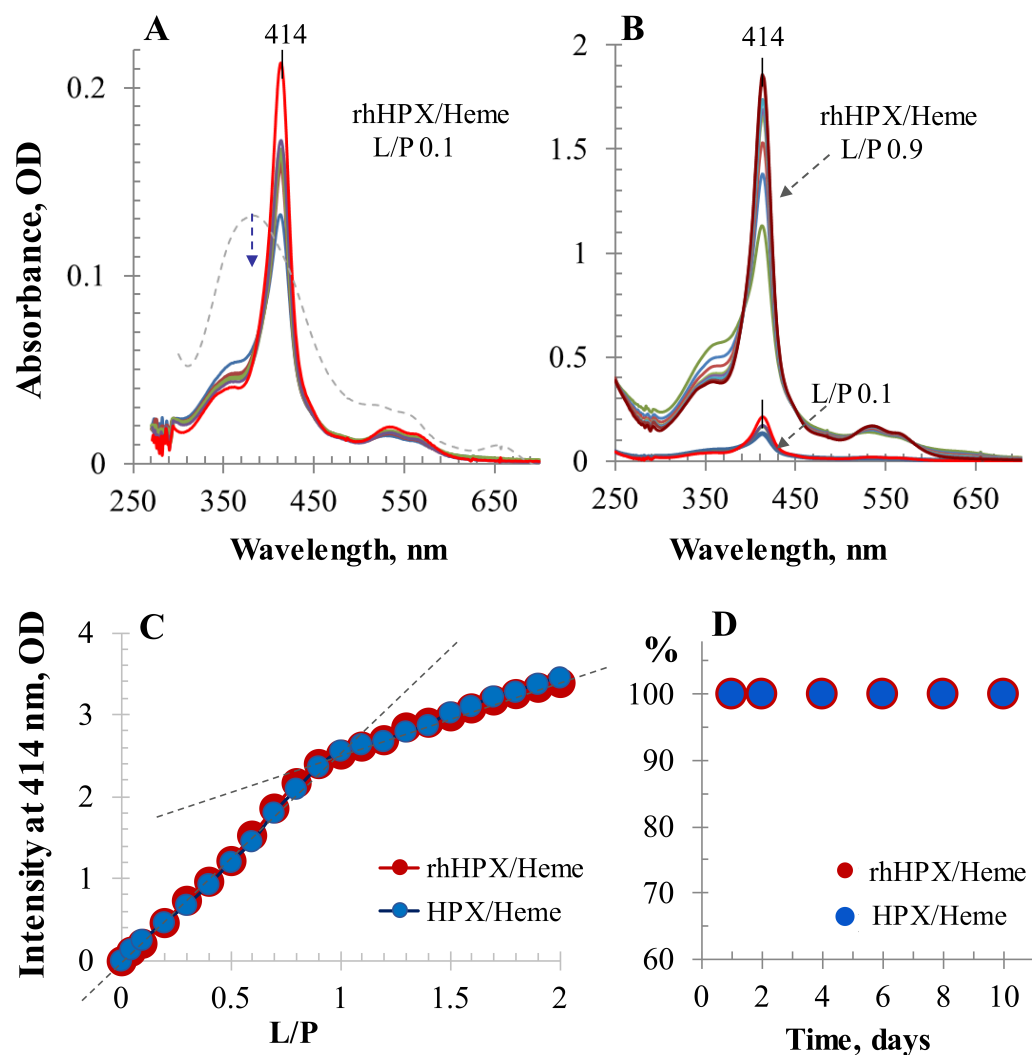 A
414
rhHPX/Heme
L/P 0.1
0.2
0.1
0
250
350
450
550
650
Wavelength, nm
Absorbance, OD
B
414
rhHPX/Heme
L/P 0.9
L/P 0.1
2
1.5
1
0.5
0
250
350
450
550
650
Wavelength, nm
C
4
3
2
1
0
0
0.5
1
1.5
2
L/P
Intensity at 414 nm, OD
rhHPX/Heme
HPX/Heme
D
%
100
90
80
70
60
0
2
4
6
8
10
Time, days
rhHPX/Heme
HPX/Heme